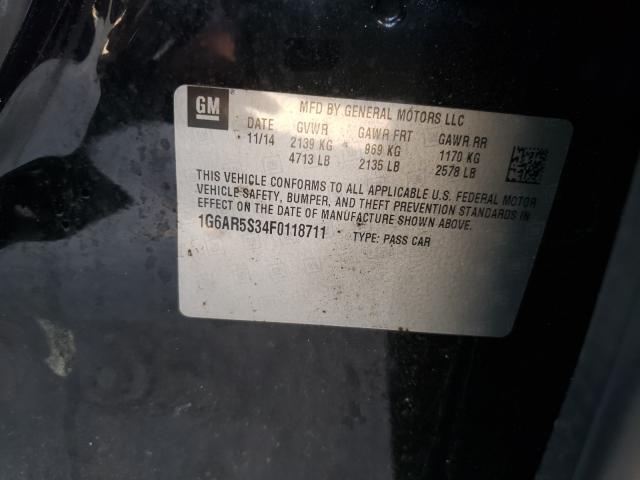 GM
MFD BY GENERAL MOTORS LLC
DATE GVWR GAWR FRT GAWR RR
11/14 2139 KG 969 KG 1170 KG
4713 LB 2135 LB 2578 LB
THIS VEHICLE CONFORMS TO ALL APPLICABLE U.S. FEDERAL MOTOR
VEHICLE SAFETY, BUMPER, AND THEFT PREVENTION STANDARDS IN
EFFECT ON THE DATE OF MANUFACTURE SHOWN ABOVE.
1G6AR5S34F0118711 TYPE: PASS CAR